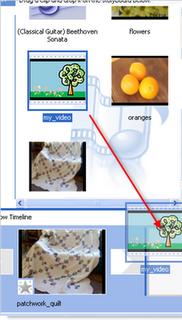 Drag a clip and drop it on the storyboard below.
(Classical Guitar) Beethoven
Sonata
flowers
my_video
oranges
ow Timeline
my_video
patchwork_quilt